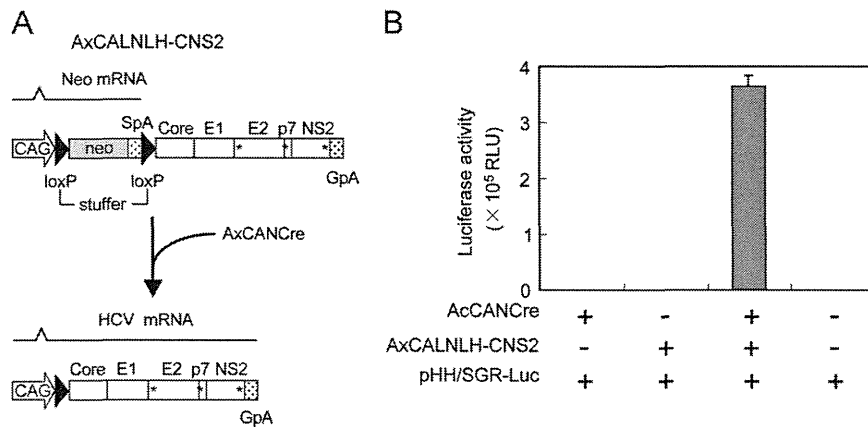 A
AxCALNLH-CNS2
Neo mRNA
SpA
Core E1 E2 p7 NS2
CAG neo * * *
loxP loxP GpA
stuffer
AxCANCre
HCV mRNA
Core E1 E2 p7 NS2
CAG * * *
GpA
B
Luciferase activity
(× 10⁵ RLU)
4
3
2
1
0
AcCANCre + - + -
AxCALNLH-CNS2 - + + -
pHH/SGR-Luc + + + +